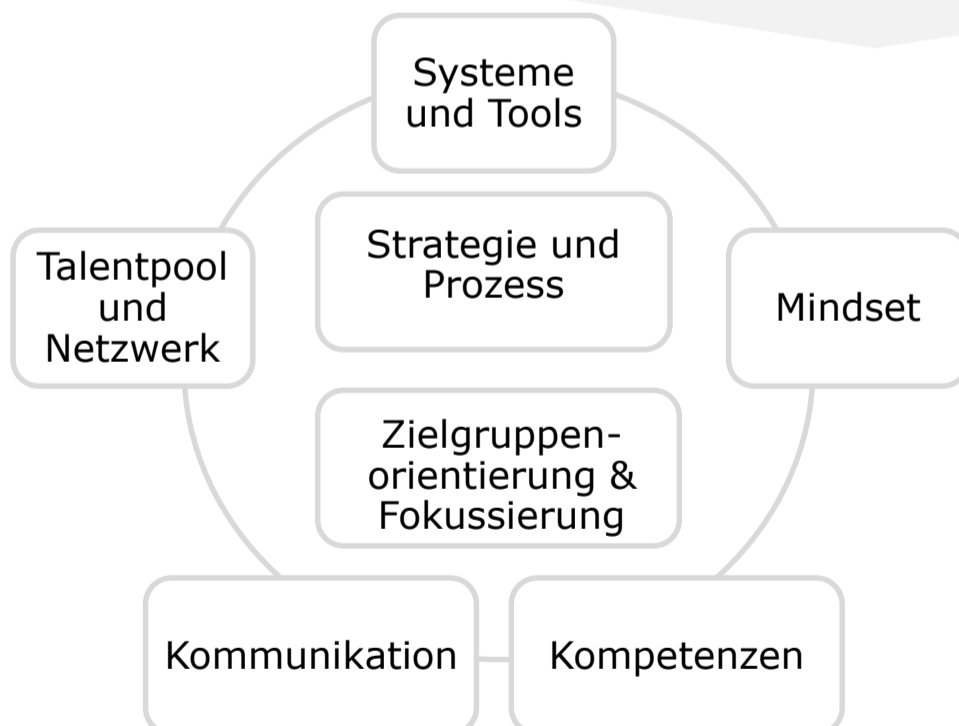 Systeme
und Tools
Strategie und
Prozess
Talentpool
und
Netzwerk
Mindset
Zielgruppen-
orientierung &
Fokussierung
Kommunikation
Kompetenzen